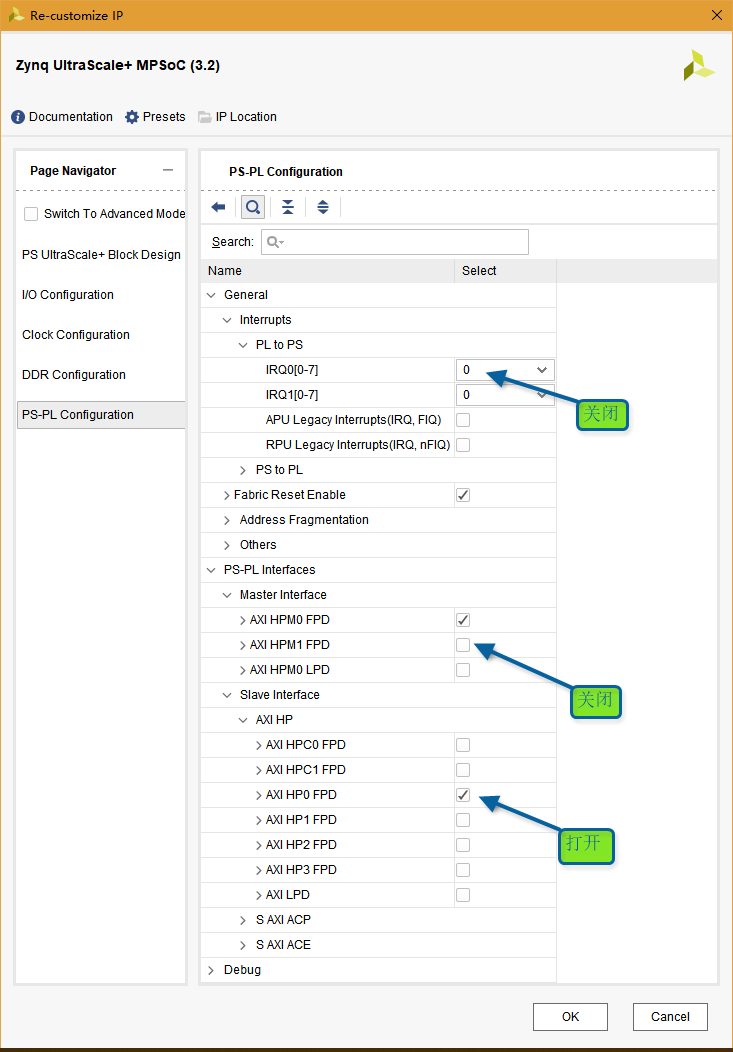 Re-customize IP
Zynq UltraScale+ MPSoC (3.2)
Documentation Presets IP Location
Page Navigator
Switch To Advanced Mode
PS UltraScale+ Block Design
I/O Configuration
Clock Configuration
DDR Configuration
PS-PL Configuration
PS-PL Configuration
Search:
Name Select
General
Interrupts
PL to PS
IRQ0[0-7] 0
IRQ1[0-7] 0
关闭
APU Legacy Interrupts(IRQ, FIQ)
RPU Legacy Interrupts(IRQ, nFIQ)
PS to PL
Fabric Reset Enable
Address Fragmentation
Others
PS-PL Interfaces
Master Interface
AXI HPM0 FPD
AXI HPM1 FPD
AXI HPM0 LPD
关闭
Slave Interface
AXI HP
AXI HPC0 FPD
AXI HPC1 FPD
AXI HP0 FPD
AXI HP1 FPD
AXI HP2 FPD
打开
AXI HP3 FPD
AXI LPD
S AXI ACP
S AXI ACE
Debug
OK Cancel